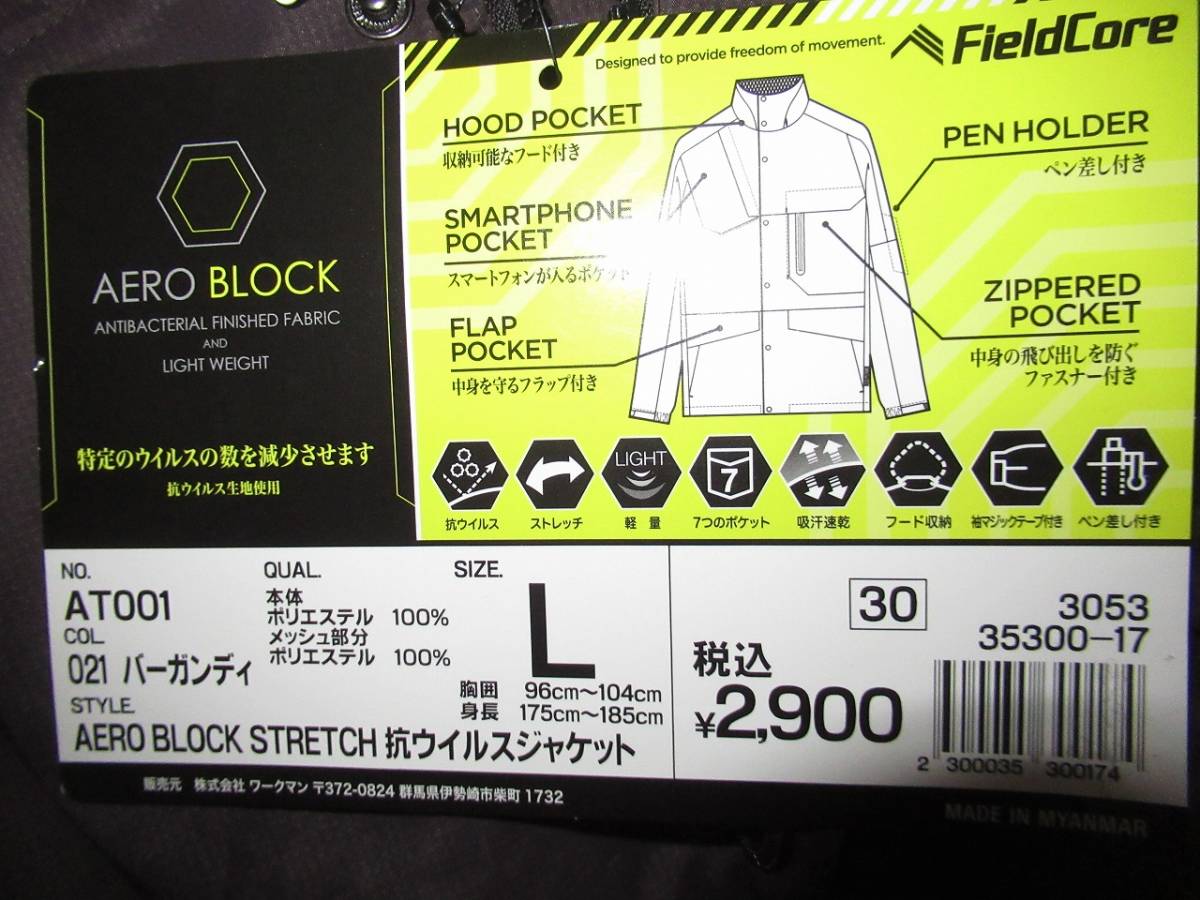 Designed to provide freedom of movement.
FieldCore
HOOD POCKET
収納可能なフード付き
SMARTPHONE
POCKET
スマートフォンが入るポケット
FLAP
POCKET
中身を守るフラップ付き
PEN HOLDER
ペン差し付き
ZIPPERED
POCKET
中身の飛び出しを防ぐ
ファスナー付き
AERO BLOCK
ANTIBACTERIAL FINISHED FABRIC
AND
LIGHT WEIGHT
特定のウイルスの数を減少させます
抗ウイルス生地使用
LIGHT
7
抗ウイルス
ストレッチ
軽量
7つのポケット
吸汗速乾
フード収納
袖マジックテープ付き
ペン差し付き
NO.
AT001
COL.
021 バーガンディ
QUAL.
本体
ポリエステル 100%
メッシュ部分
ポリエステル 100%
SIZE.
L
胸囲 96cm～104cm
身長 175cm～185cm
STYLE.
AERO BLOCK STRETCH 抗ウイルスジャケット
税込
¥2,900
30
3053
35300-17
2 300035 300174
販売元 株式会社 ワークマン 〒372-0824 群馬県伊勢崎市柴町 1732
MADE IN MYANMAR